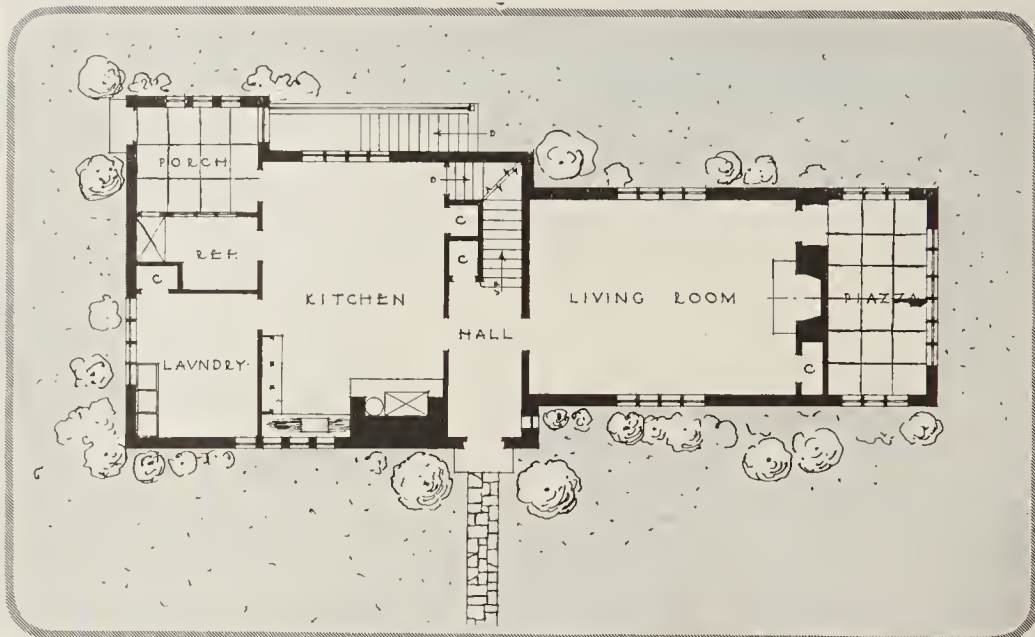 D
PORCH
D
C
REF.
C
C
KITCHEN
LIVING ROOM
PIAZZA
HALL
LAVNDRY.
C